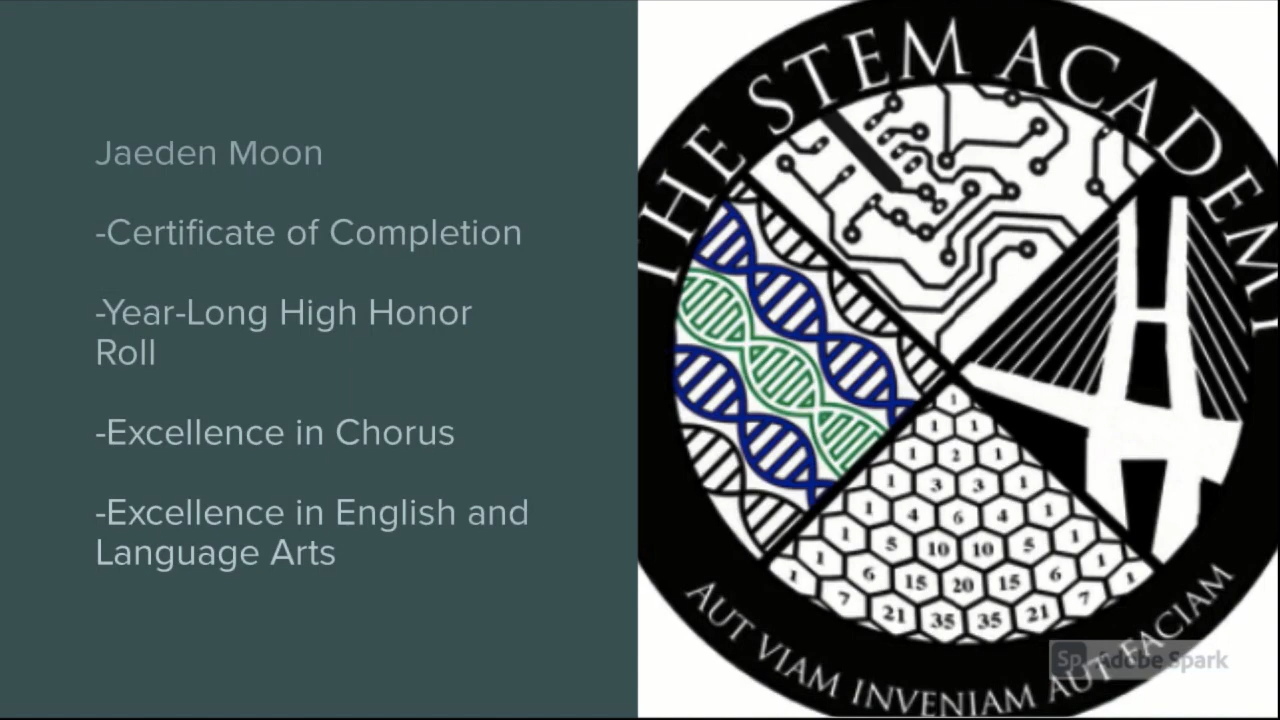 Jaeden Moon
-Certificate of Completion
-Year-Long High Honor
Roll
-Excellence in Chorus
-Excellence in English and
Language Arts
THE STEM ACADEMY
1
1 1
1 2 1
1 3 3 1
1 4 6 4 1
1 5 10 10 5 1
1 6 15 20 15 6 1
1 7 21 35 35 21 7 1
AUT VIAM INVENIAM AUT FACIAM
Sp Adobe Spark